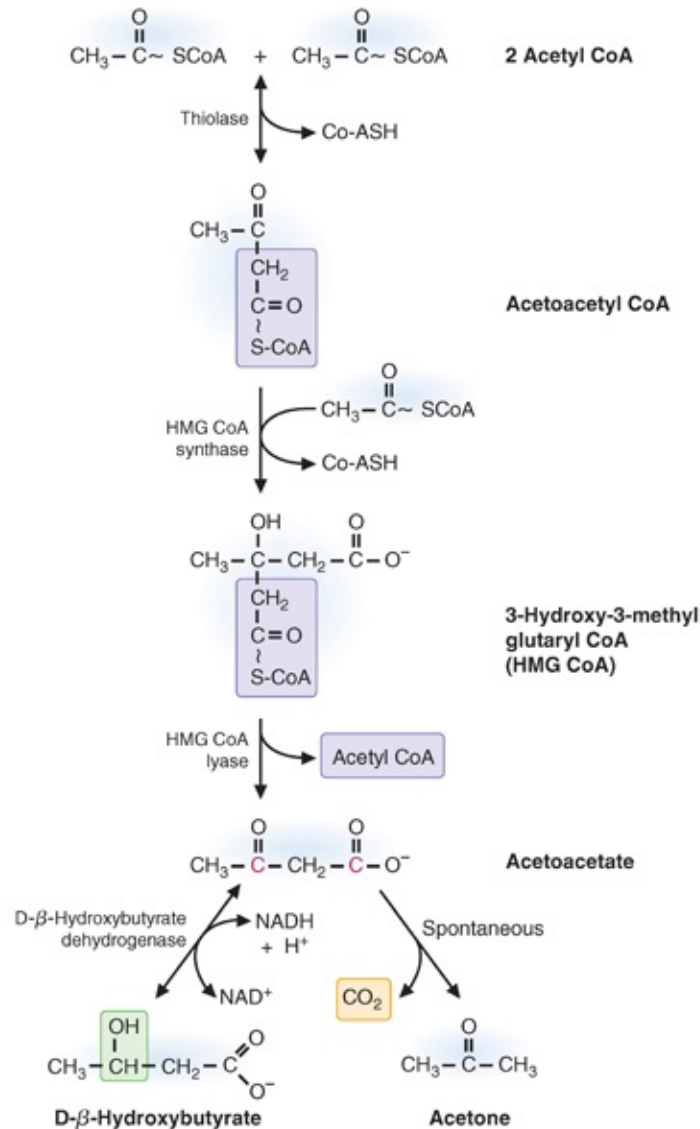 O
O
CH3–C~ SCoA + CH3–C~ SCoA
2 Acetyl CoA
Thiolase
Co-ASH
O
CH3–C
CH2
C=O
~
S-CoA
Acetoacetyl CoA
O
CH3–C~ SCoA
HMG CoA
synthase
Co-ASH
OH
O
CH3–C–CH2–C–O−
CH2
C=O
~
S-CoA
3-Hydroxy-3-methyl
glutaryl CoA
(HMG CoA)
HMG CoA
lyase
Acetyl CoA
O
O
CH3–C–CH2–C–O−
Acetoacetate
D-β-Hydroxybutyrate
dehydrogenase
NADH
+ H+
NAD+
Spontaneous
CO2
OH
O
CH3–CH–CH2–C
O−
O
CH3–C–CH3
D-β-Hydroxybutyrate
Acetone